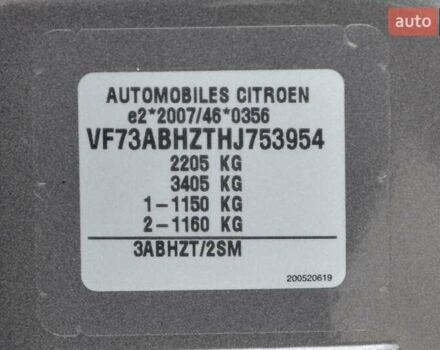 auto
AUTOMOBILES CITROEN
e2*2007/46*0356
VF73ABHZTHJ753954
2205 KG
3405 KG
1-1150 KG
2-1160 KG
3ABHZT/2SM
200520619